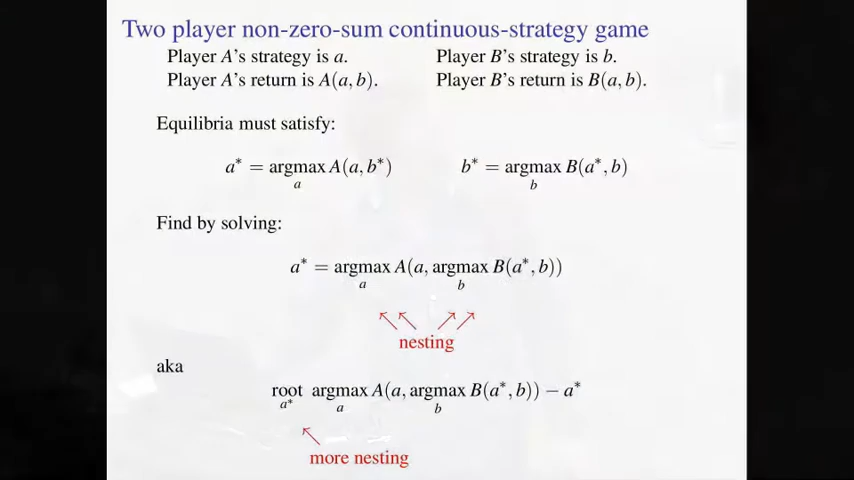 Two player non-zero-sum continuous-strategy game
Player A's strategy is a. Player B's strategy is b.
Player A's return is A(a, b). Player B's return is B(a, b).
Equilibria must satisfy:
a* = argmax A(a, b*) b* = argmax B(a*, b)
a b
Find by solving:
a* = argmax A(a, argmax B(a*, b))
a b
nesting
aka
root argmax A(a, argmax B(a*, b)) − a*
a* a b
more nesting